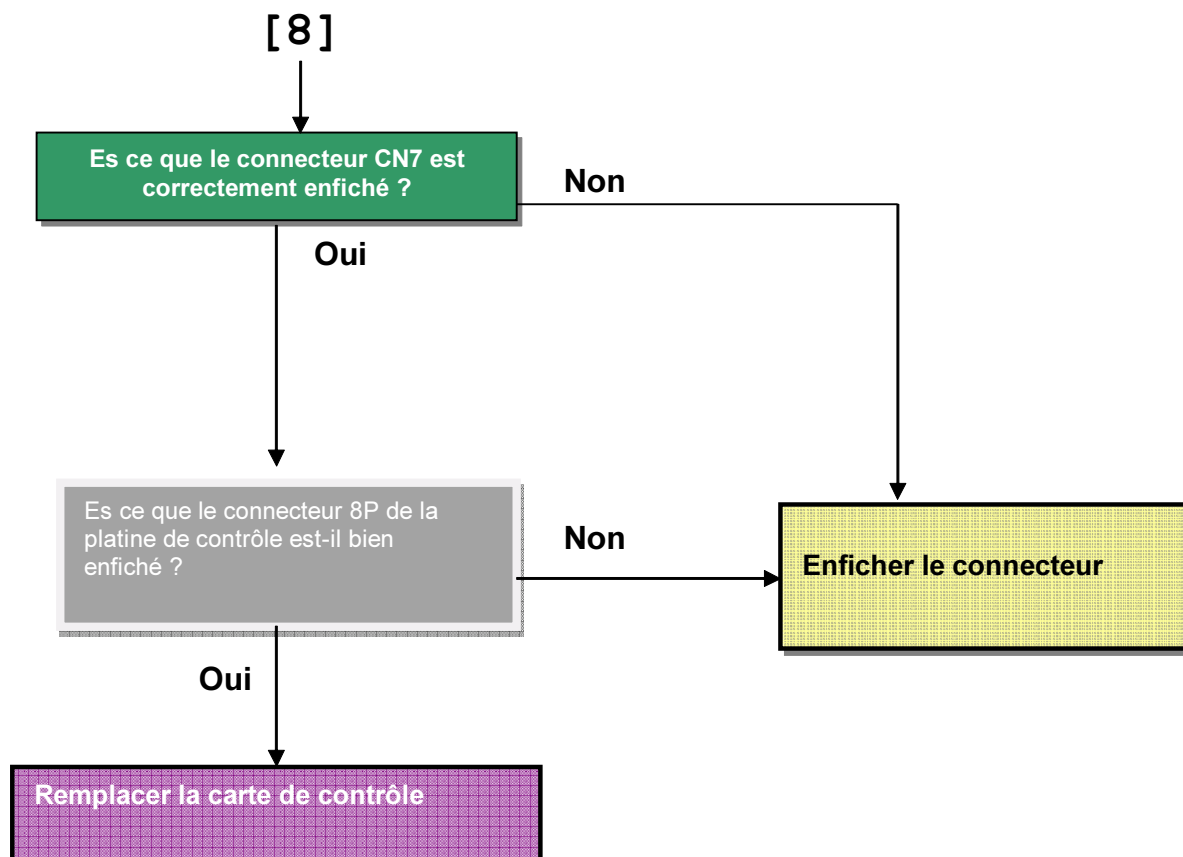 [8]
Es ce que le connecteur CN7 est
correctement enfiché ?
Non
Oui
Es ce que le connecteur 8P de la
platine de contrôle est-il bien
enfiché ?
Non
Enficher le connecteur
Oui
Remplacer la carte de contrôle